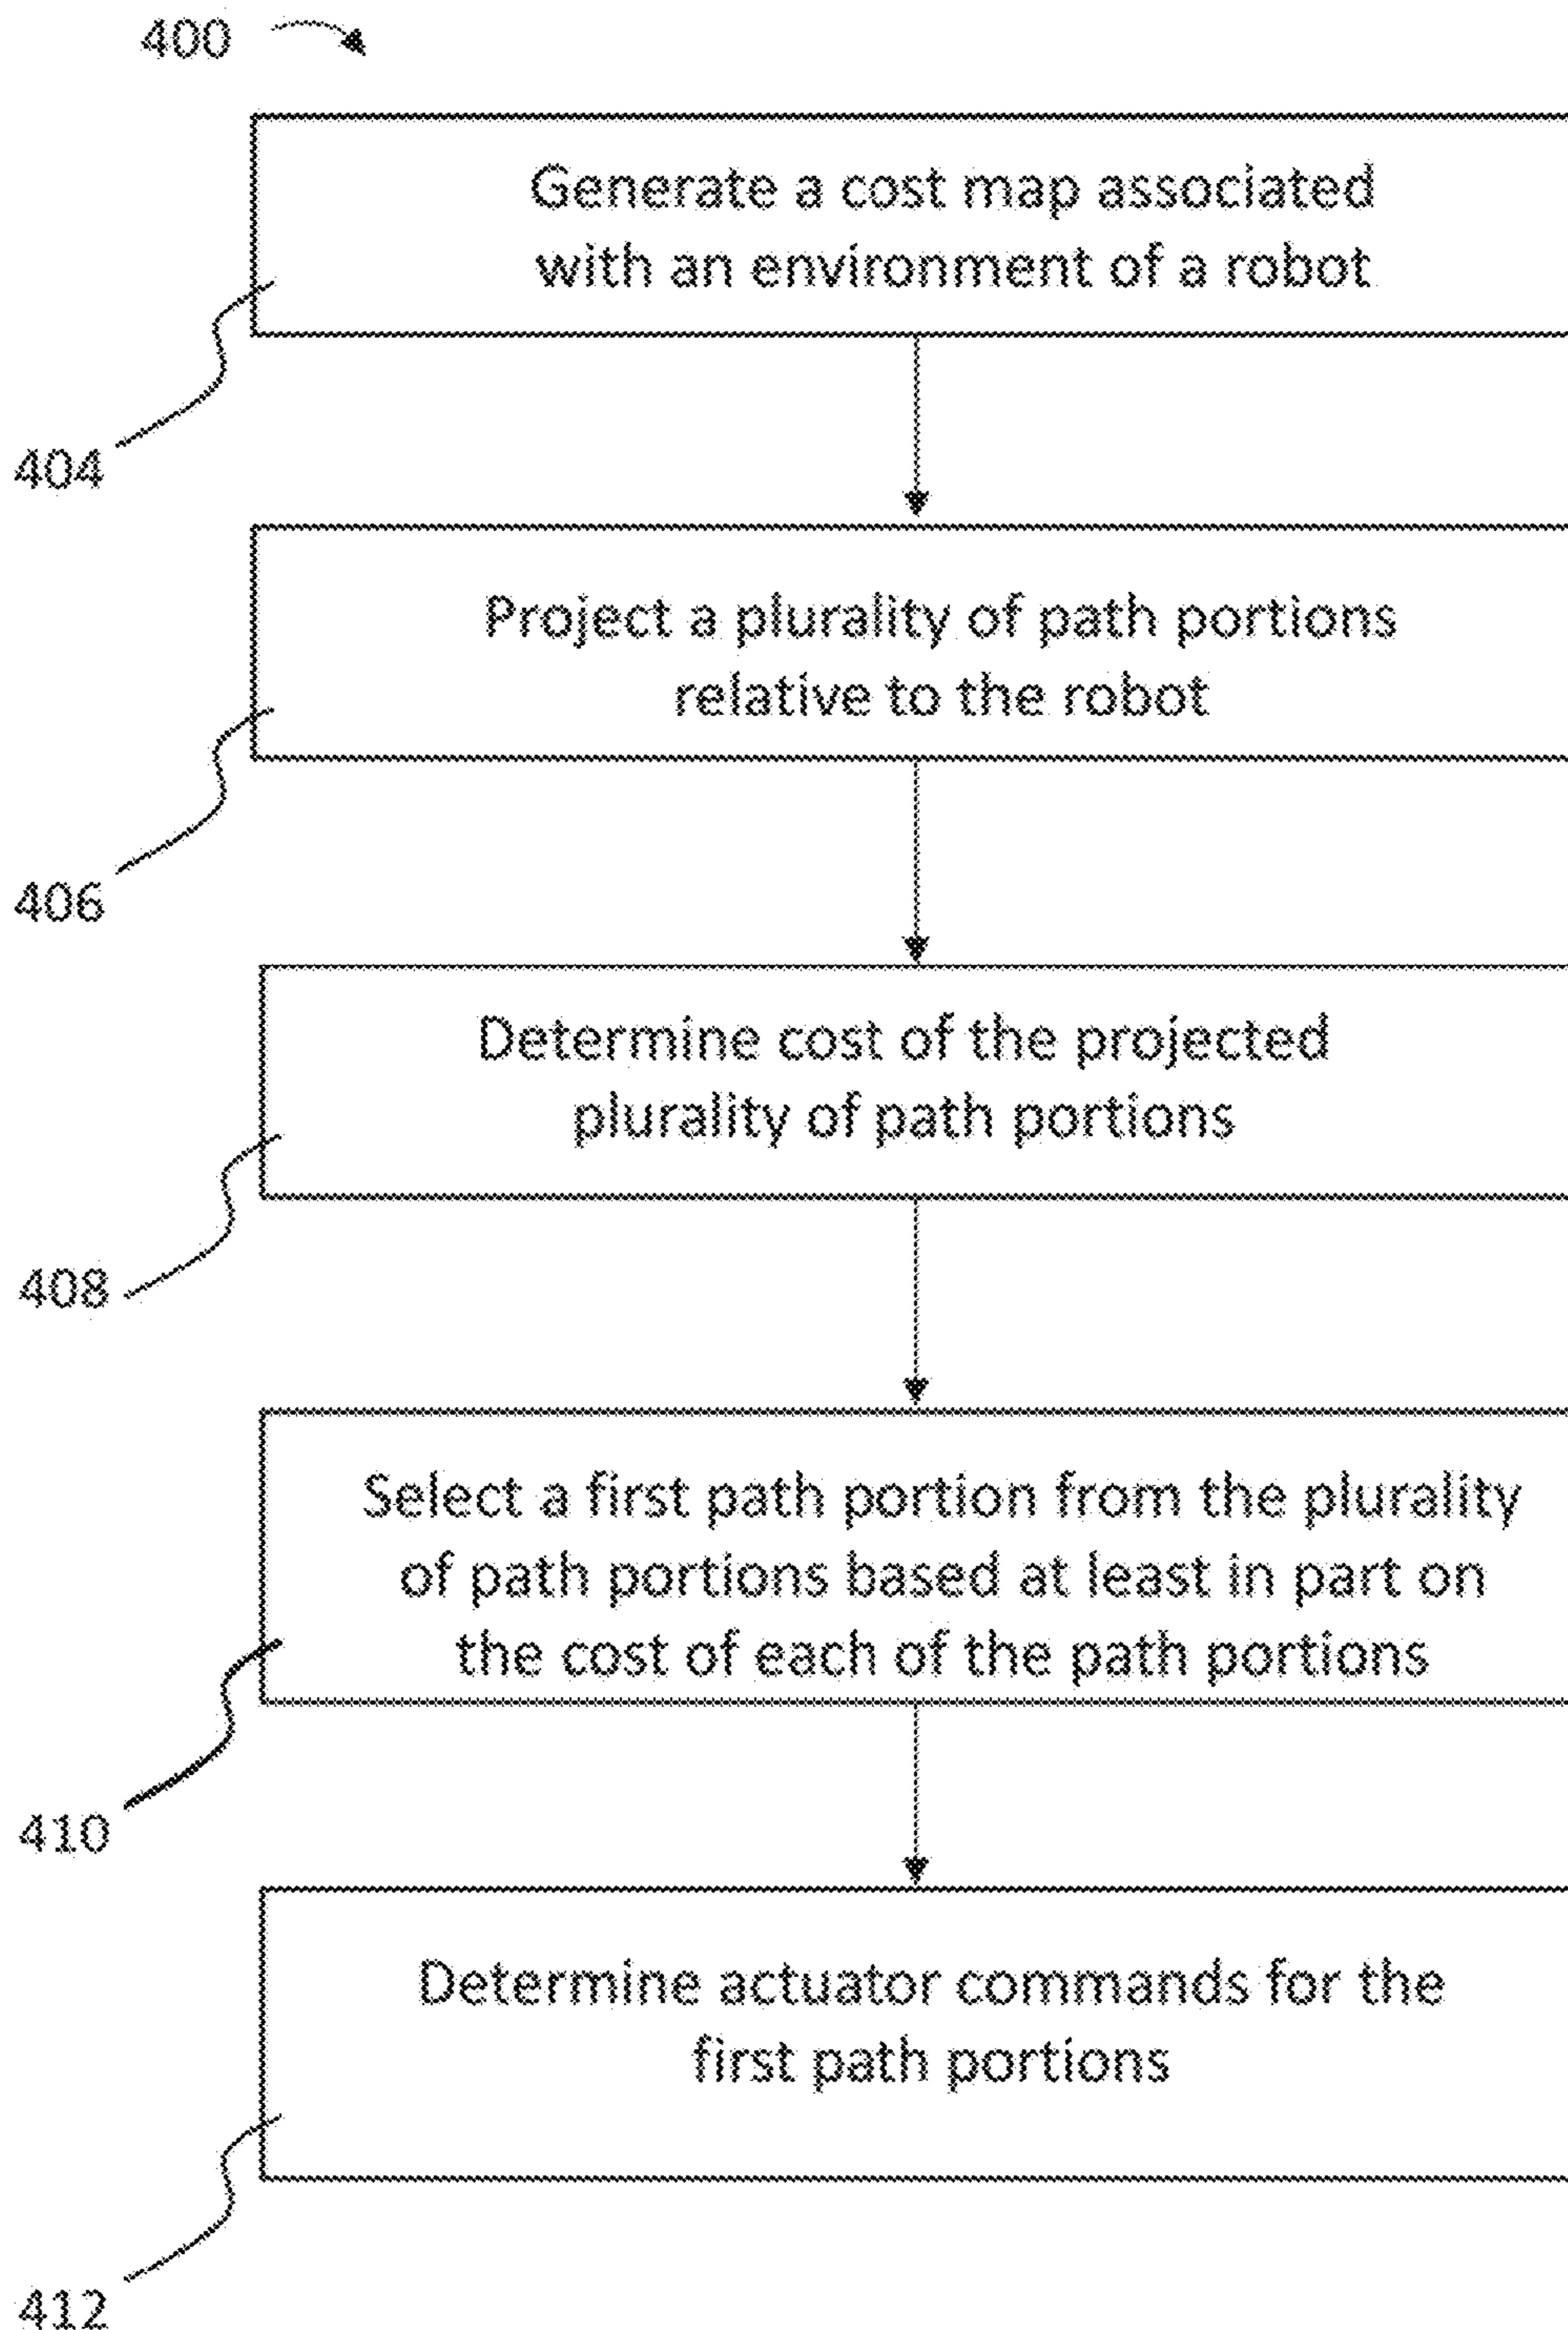 400
Generate a cost map associated
with an environment of a robot
404
Project a plurality of path portions
relative to the robot
406
Determine cost of the projected
plurality of path portions
408
Select a first path portion from the plurality
of path portions based at least in part on
the cost of each of the path portions
410
Determine actuator commands for the
first path portions
412